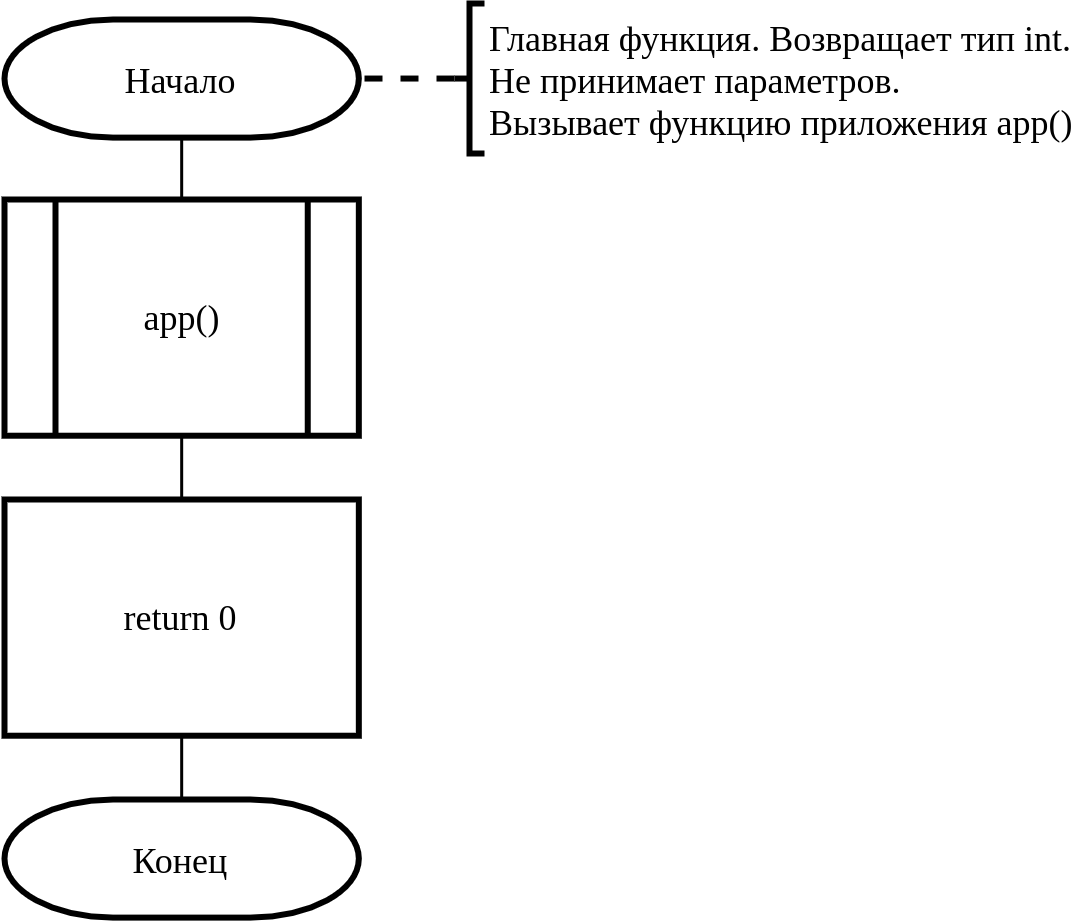 Начало
Главная функция. Возвращает тип int.
Не принимает параметров.
Вызывает функцию приложения app()
app()
return 0
Конец